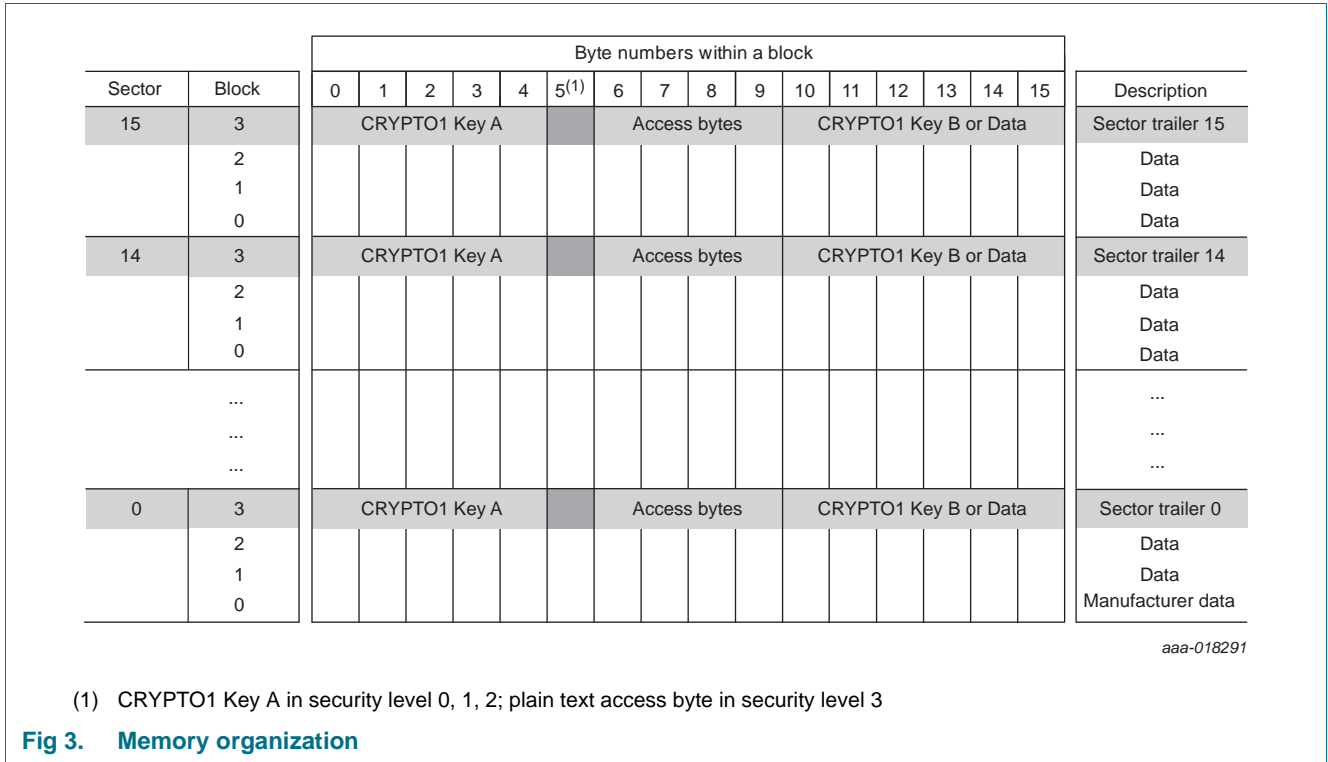 Byte numbers within a block
Sector Block 0 1 2 3 4 5(1) 6 7 8 9 10 11 12 13 14 15 Description
15 3 CRYPTO1 Key A Access bytes CRYPTO1 Key B or Data Sector trailer 15
2 Data
1 Data
0 Data
14 3 CRYPTO1 Key A Access bytes CRYPTO1 Key B or Data Sector trailer 14
2 Data
1 Data
0 Data
... ...
... ...
... ...
0 3 CRYPTO1 Key A Access bytes CRYPTO1 Key B or Data Sector trailer 0
2 Data
1 Data
0 Manufacturer data
aaa-018291
(1) CRYPTO1 Key A in security level 0, 1, 2; plain text access byte in security level 3
Fig 3. Memory organization